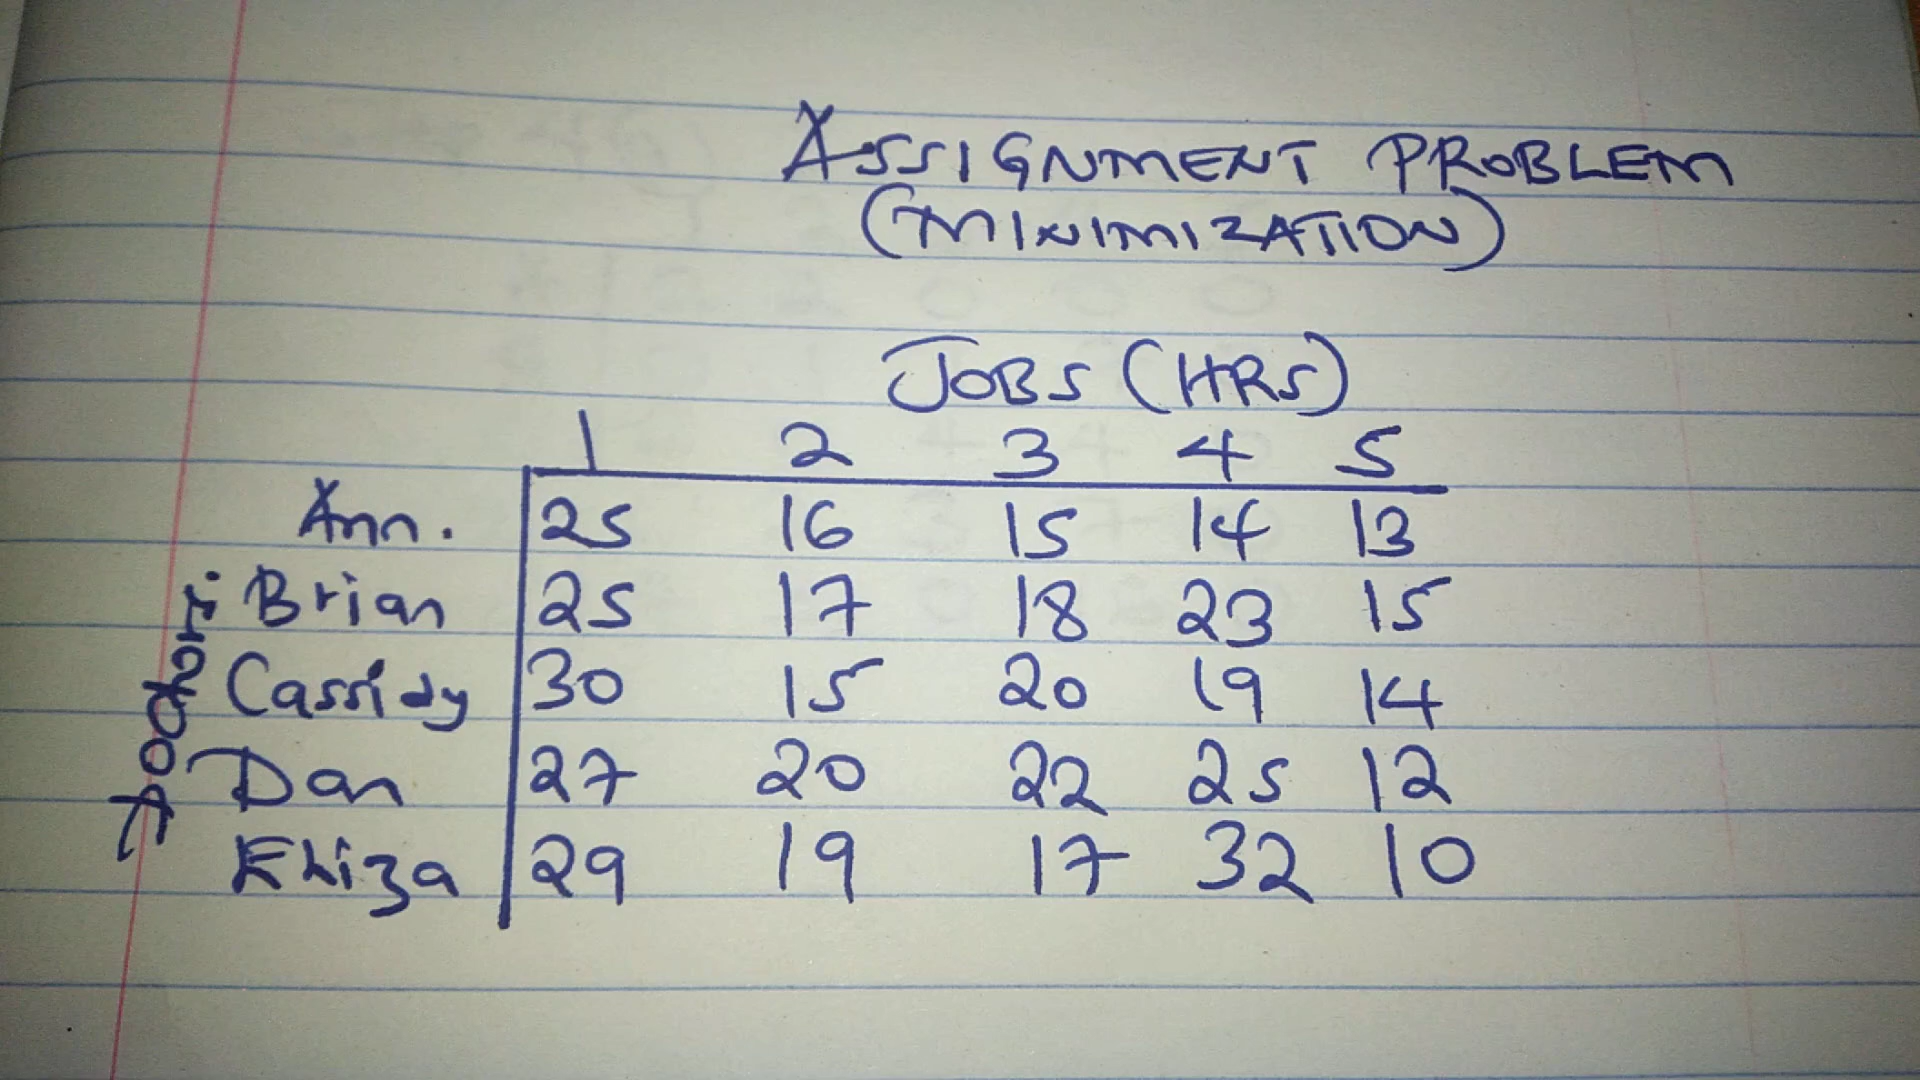 ASSIGNMENT PROBLEM
(MINIMIZATION)
JOBS (HRS)
1 2 3 4 5
Ann. 25 16 15 14 13
Brian 25 17 18 23 15
Cassidy 30 15 20 19 14
Dan 27 20 22 25 12
Eliza 29 19 17 32 10